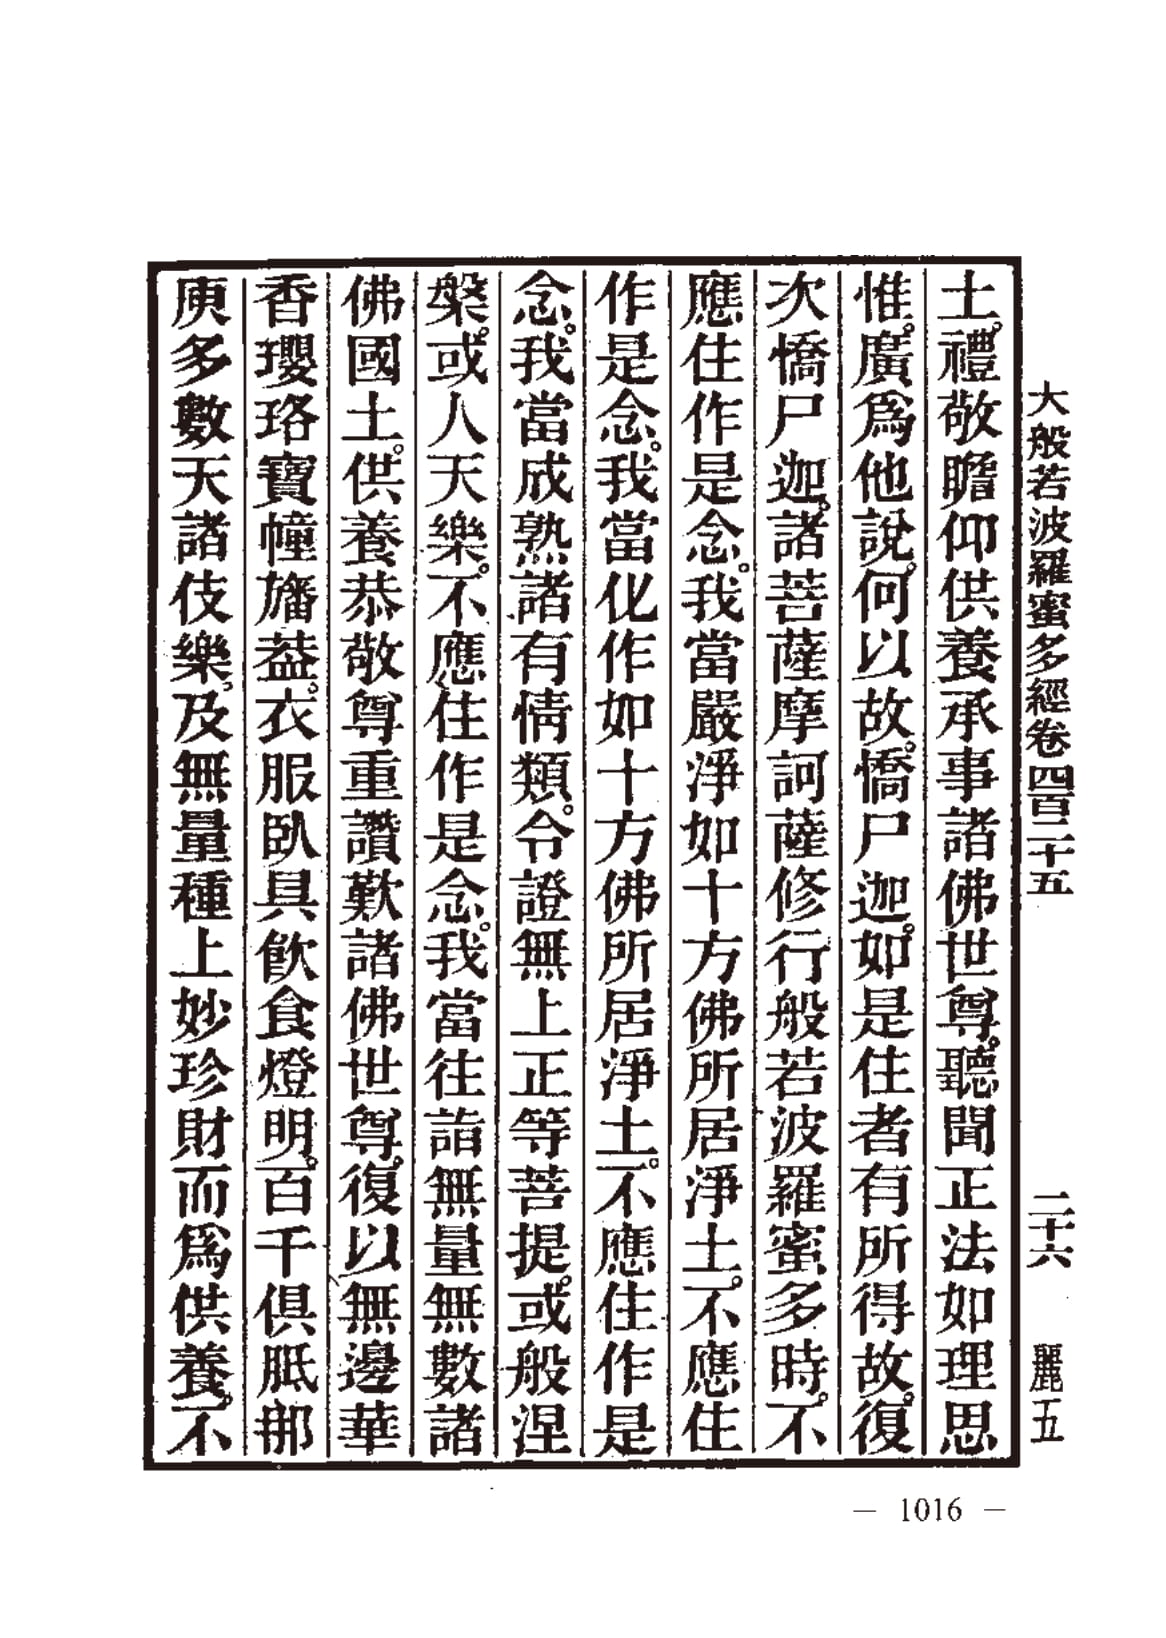 大般若波羅蜜多經卷四百二十五　二十六　麗五
土。禮敬瞻仰供養承事諸佛世尊。聽聞正法如理思
惟。廣爲他說。何以故。憍尸迦。如是住者有所得故。復
次憍尸迦。諸菩薩摩訶薩修行般若波羅蜜多時。不
應住作是念。我當嚴淨如十方佛所居淨土。不應住
作是念。我當化作如十方佛所居淨土。不應住作是
念。我當成熟諸有情類。令證無上正等菩提。或般涅
槃。或人天樂。不應住作是念。我當往詣無量無數諸
佛國土。供養恭敬尊重讚歎諸佛世尊。復以無邊華
香瓔珞寶幢旛葢。衣服臥具飮食燈明。百千俱胝那
庾多數天諸伎樂。及無量種上妙珍財而爲供養。不
— 1016 —